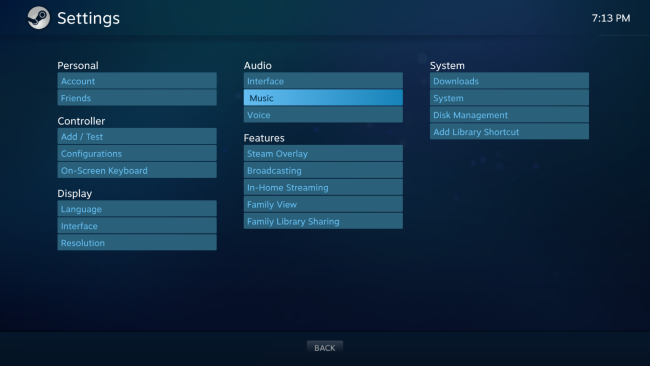 Settings
7:13 PM
Personal
Account
Friends
Controller
Add / Test
Configurations
On-Screen Keyboard
Display
Language
Interface
Resolution
Audio
Interface
Music
Voice
Features
Steam Overlay
Broadcasting
In-Home Streaming
Family View
Family Library Sharing
System
Downloads
System
Disk Management
Add Library Shortcut
BACK